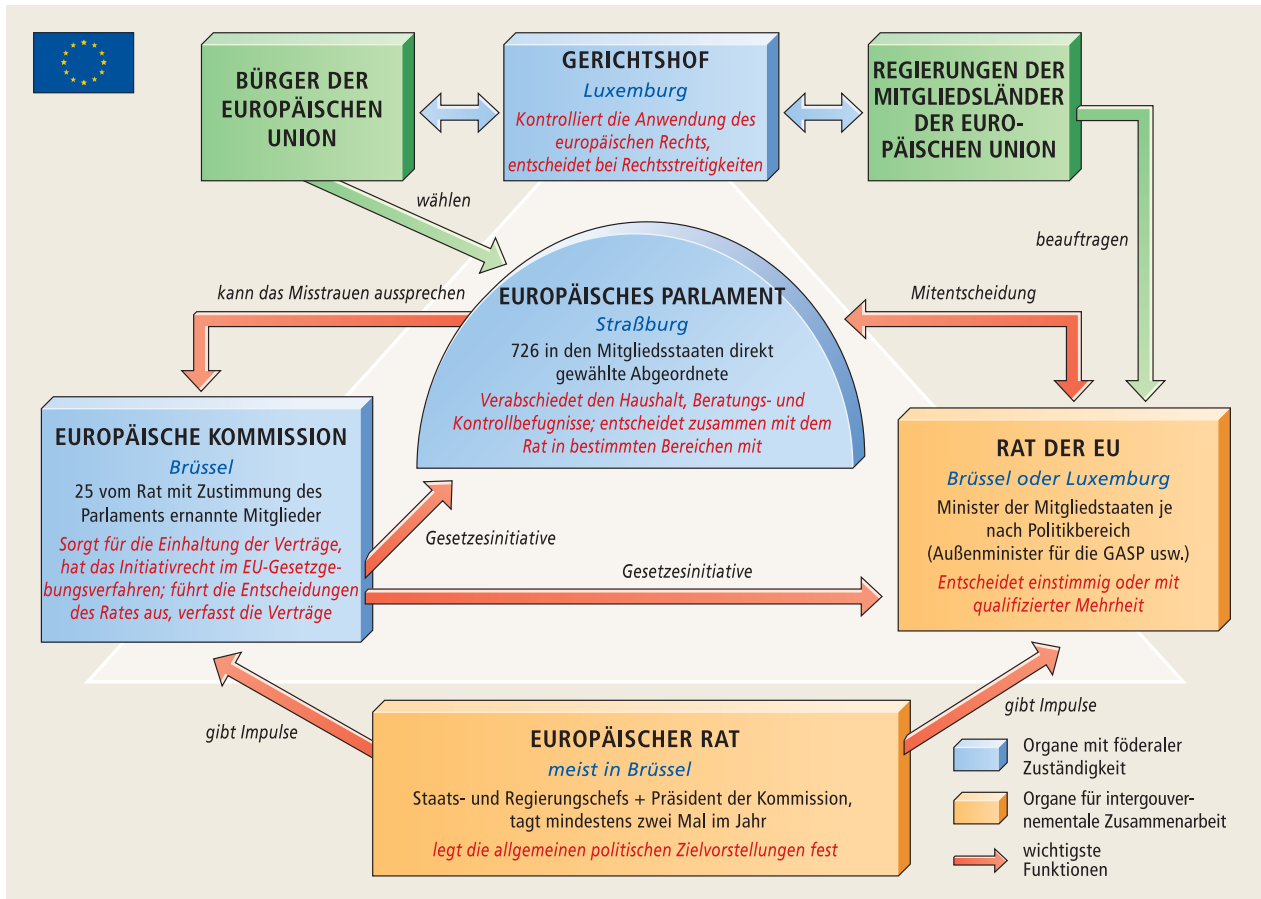 BÜRGER DER
EUROPÄISCHEN
UNION
GERICHTSHOF
Luxemburg
Kontrolliert die Anwendung des
europäischen Rechts,
entscheidet bei Rechtsstreitigkeiten
REGIERUNGEN DER
MITGLIEDSLÄNDER
DER EURO-
PÄISCHEN UNION
wählen
beauftragen
kann das Misstrauen aussprechen
Mitentscheidung
EUROPÄISCHES PARLAMENT
Straßburg
726 in den Mitgliedsstaaten direkt
gewählte Abgeordnete
Verabschiedet den Haushalt, Beratungs- und
Kontrollbefugnisse; entscheidet zusammen mit dem
Rat in bestimmten Bereichen mit
EUROPÄISCHE KOMMISSION
Brüssel
25 vom Rat mit Zustimmung des
Parlaments ernannte Mitglieder
Sorgt für die Einhaltung der Verträge,
hat das Initiativrecht im EU-Gesetzge-
bungsverfahren; führt die Entscheidungen
des Rates aus, verfasst die Verträge
RAT DER EU
Brüssel oder Luxemburg
Minister der Mitgliedstaaten je
nach Politikbereich
(Außenminister für die GASP usw.)
Entscheidet einstimmig oder mit
qualifizierter Mehrheit
Gesetzesinitiative
Gesetzesinitiative
gibt Impulse
gibt Impulse
EUROPÄISCHER RAT
meist in Brüssel
Staats- und Regierungschefs + Präsident der Kommission,
tagt mindestens zwei Mal im Jahr
legt die allgemeinen politischen Zielvorstellungen fest
Organe mit föderaler
Zuständigkeit
Organe für intergouver-
nementale Zusammenarbeit
wichtigste
Funktionen